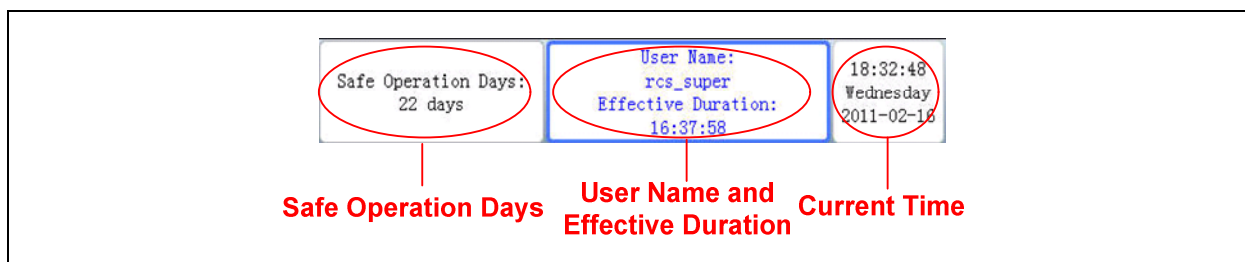 Safe Operation Days:
22 days
User Name:
rcs_super
Effective Duration:
16:37:58
18:32:48
Wednesday
2011-02-16
Safe Operation Days
User Name and
Effective Duration
Current Time